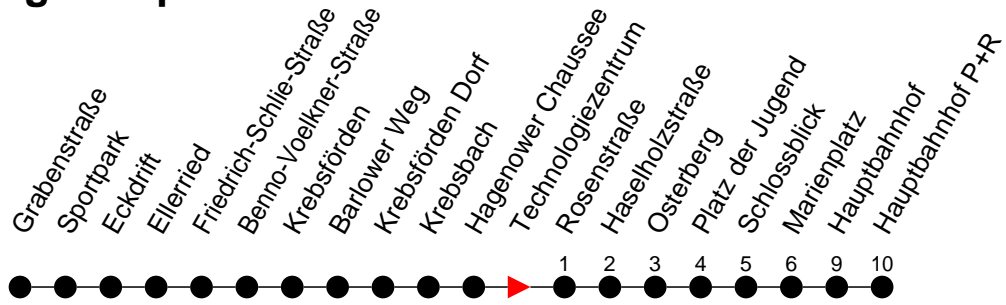 Grabenstraße
Sportpark
Eckdrift
Ellerried
Friedrich-Schlie-Straße
Benno-Voelkner-Straße
Krebsförden
Barlower Weg
Krebsförden Dorf
Krebsbach
Hagenower Chaussee
Technologiezentrum
Rosenstraße
Haselholzstraße
Osterberg
Platz der Jugend
Schlossblick
Marienplatz
Hauptbahnhof
Hauptbahnhof P+R
1 2 3 4 5 6 9 10